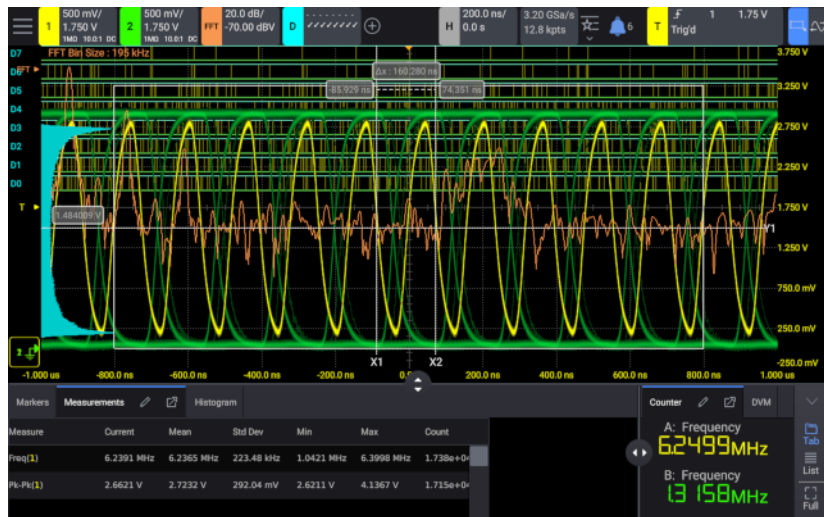 1 500 mV/ 1.750 V 1MΩ 10.0:1 DC
2 500 mV/ 1.750 V 1MΩ 10.0:1 DC
FFT 20.0 dB/ -70.00 dBV
D
H 200.0 ns/ 0.0 s
3.20 GSa/s 12.8 kpts
6
T 1 1.75 V Trig'd
FFT Bin Size : 195 kHz
3.750 V
D7
D6
FFT
Δx : 160.280 ns
D5
-85.929 ns
74.351 ns
3.250 V
D4
D3
2.750 V
D2
D1
2.250 V
D0
T
1.484009 V
1.750 V
Y1
1.250 V
750.0 mV
250.0 mV
2
X1 X2
-250.0 mV
-1.000 us -800.0 ns -600.0 ns -400.0 ns -200.0 ns 200.0 ns 400.0 ns 600.0 ns 800.0 ns 1.000 us
Markers Measurements Histogram
Counter DVM
Measure Current Mean Std Dev Min Max Count
Freq(1) 6.2391 MHz 6.2365 MHz 223.48 kHz 1.0421 MHz 6.3998 MHz
Pk-Pk(1) 2.6621 V 2.7232 V 292.04 mV 2.6211 V 4.1367 V
A: Frequency
6.2499MHz
B: Frequency
Tab
List
Full